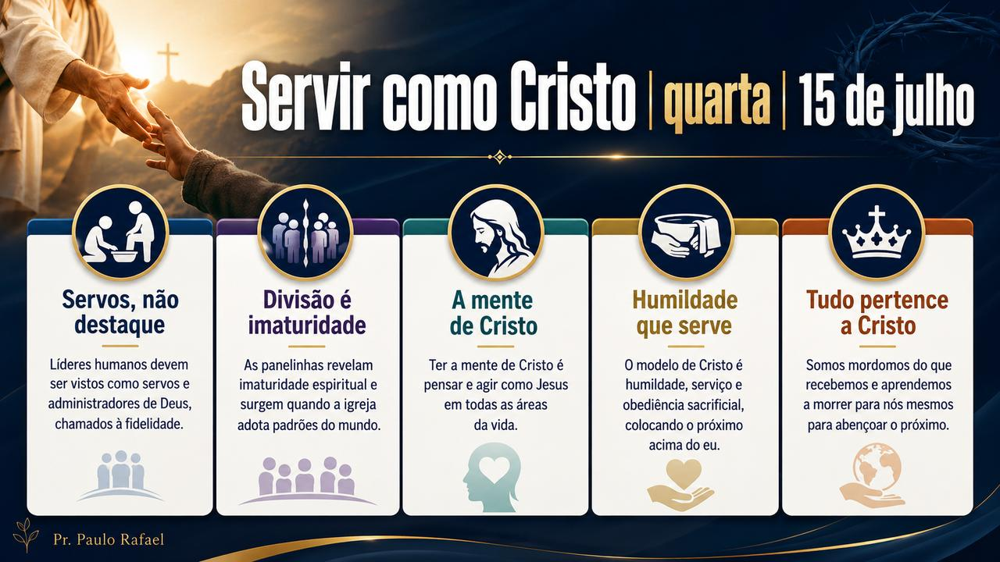 Servir como Cristo | quarta | 15 de julho
Servos, não
destaque
Líderes humanos devem
ser vistos como servos e
administradores de Deus,
chamados à fidelidade.
Divisão é
imaturidade
As panelinhas revelam
imaturidade espiritual e
surgem quando a igreja
adota padrões do mundo.
A mente
de Cristo
Ter a mente de Cristo é
pensar e agir como Jesus
em todas as áreas
da vida.
Humildade
que serve
O modelo de Cristo é
humildade, serviço e
obediência sacrificial,
colocando o próximo
acima do eu.
Tudo pertence
a Cristo
Somos mordomos do que
recebemos e aprendemos
a morrer para nós mesmos
para abençoar o próximo.
Pr. Paulo Rafael